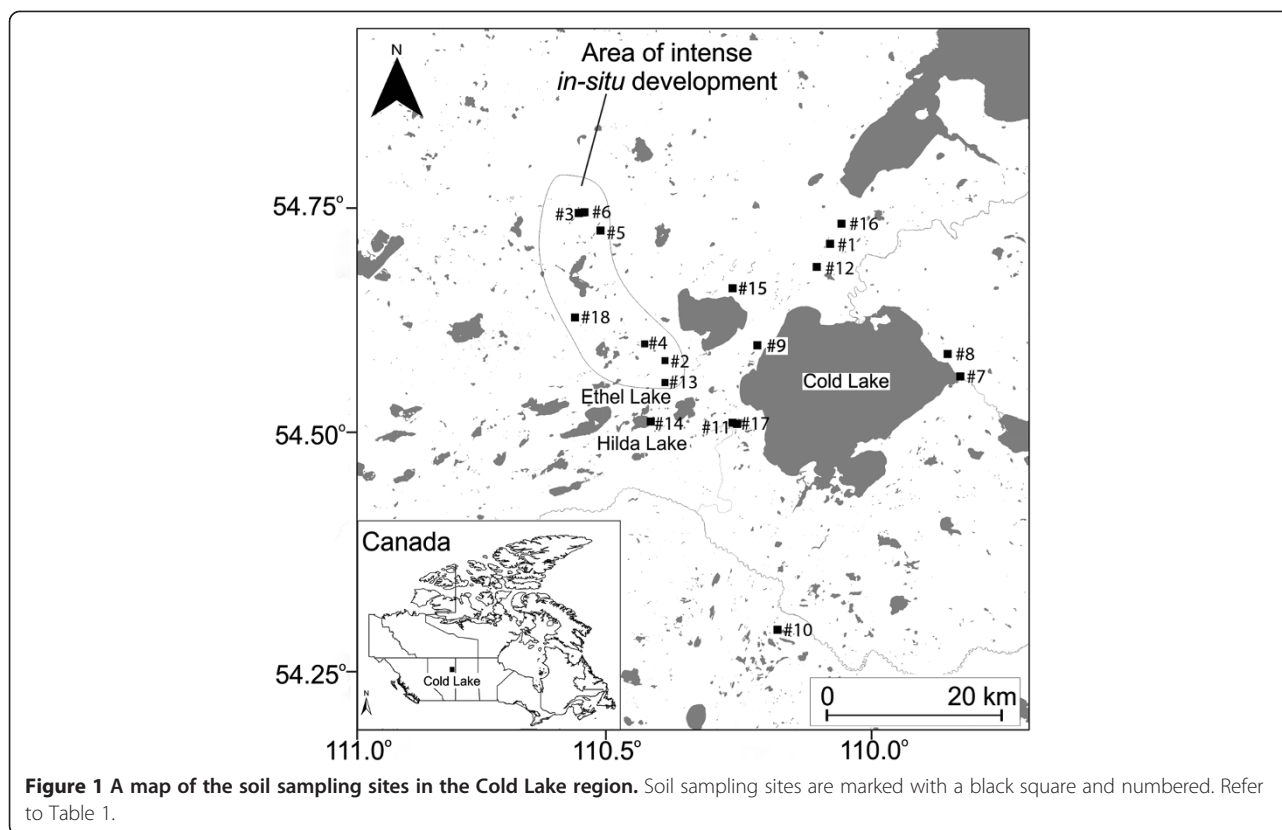 Area of intense
in-situ development
N
54.75°
#3
#6
#5
#16
#1
#12
#15
#18
#4
#2
#9
#8
#7
#13
Ethel Lake
Cold Lake
54.50°
#14
#11
#17
Hilda Lake
Canada
Cold Lake
N
#10
54.25°
0 20 km
111.0° 110.5° 110.0°
Figure 1 A map of the soil sampling sites in the Cold Lake region. Soil sampling sites are marked with a black square and numbered. Refer
to Table 1.